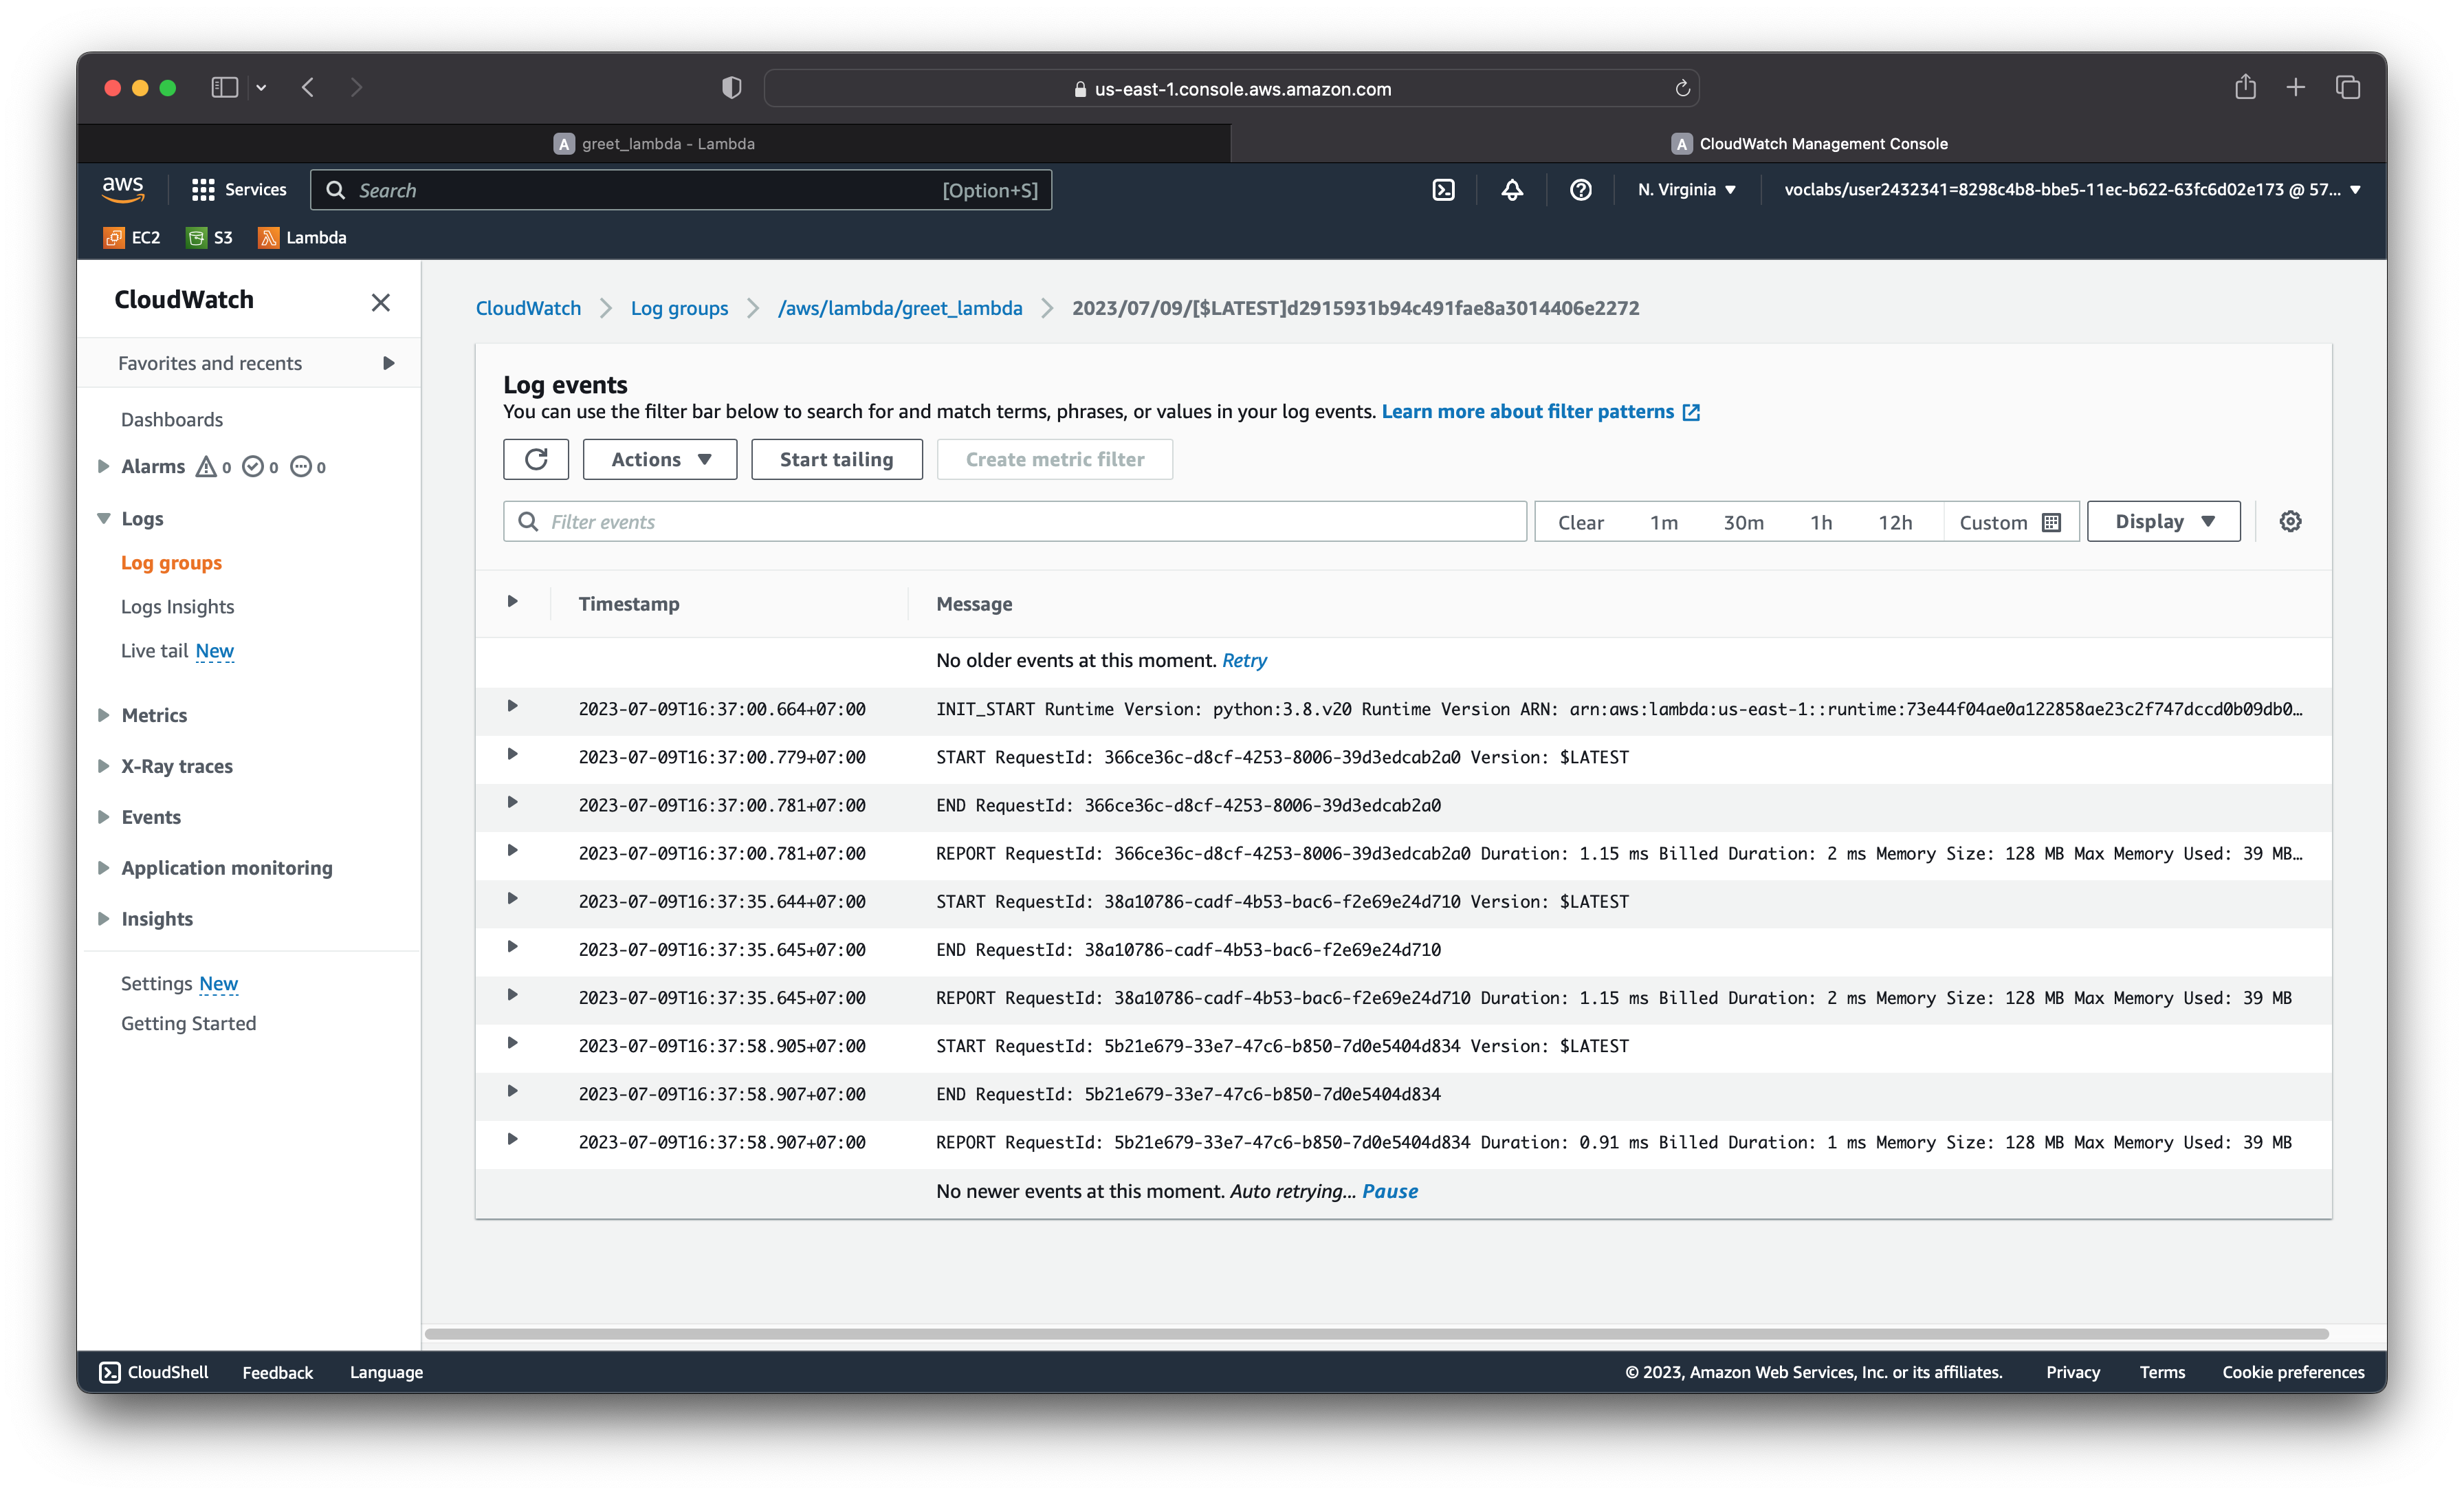 us-east-1.console.aws.amazon.com
A greet_lambda - Lambda
A CloudWatch Management Console
aws Services Search [Option+S] N. Virginia voclabs/user2432341=8298c4b8-bbe5-11ec-b622-63fc6d02e173 @ 57...
EC2 S3 Lambda
CloudWatch
Favorites and recents
Dashboards
Alarms 0 0 0
Logs
Log groups
Logs Insights
Live tail New
Metrics
X-Ray traces
Events
Application monitoring
Insights
Settings New
Getting Started
CloudWatch Log groups /aws/lambda/greet_lambda 2023/07/09/[$LATEST]d2915931b94c491fae8a3014406e2272
Log events
You can use the filter bar below to search for and match terms, phrases, or values in your log events. Learn more about filter patterns
Actions Start tailing Create metric filter
Filter events Clear 1m 30m 1h 12h Custom Display
Timestamp Message
No older events at this moment. Retry
2023-07-09T16:37:00.664+07:00 INIT_START Runtime Version: python:3.8.v20 Runtime Version ARN: arn:aws:lambda:us-east-1::runtime:73e44f04ae0a122858ae23c2f747dccd0b09db0…
2023-07-09T16:37:00.779+07:00 START RequestId: 366ce36c-d8cf-4253-8006-39d3edcab2a0 Version: $LATEST
2023-07-09T16:37:00.781+07:00 END RequestId: 366ce36c-d8cf-4253-8006-39d3edcab2a0
2023-07-09T16:37:00.781+07:00 REPORT RequestId: 366ce36c-d8cf-4253-8006-39d3edcab2a0 Duration: 1.15 ms Billed Duration: 2 ms Memory Size: 128 MB Max Memory Used: 39 MB…
2023-07-09T16:37:35.644+07:00 START RequestId: 38a10786-cadf-4b53-bac6-f2e69e24d710 Version: $LATEST
2023-07-09T16:37:35.645+07:00 END RequestId: 38a10786-cadf-4b53-bac6-f2e69e24d710
2023-07-09T16:37:35.645+07:00 REPORT RequestId: 38a10786-cadf-4b53-bac6-f2e69e24d710 Duration: 1.15 ms Billed Duration: 2 ms Memory Size: 128 MB Max Memory Used: 39 MB
2023-07-09T16:37:58.905+07:00 START RequestId: 5b21e679-33e7-47c6-b850-7d0e5404d834 Version: $LATEST
2023-07-09T16:37:58.907+07:00 END RequestId: 5b21e679-33e7-47c6-b850-7d0e5404d834
2023-07-09T16:37:58.907+07:00 REPORT RequestId: 5b21e679-33e7-47c6-b850-7d0e5404d834 Duration: 0.91 ms Billed Duration: 1 ms Memory Size: 128 MB Max Memory Used: 39 MB
No newer events at this moment. Auto retrying... Pause
CloudShell Feedback Language © 2023, Amazon Web Services, Inc. or its affiliates. Privacy Terms Cookie preferences